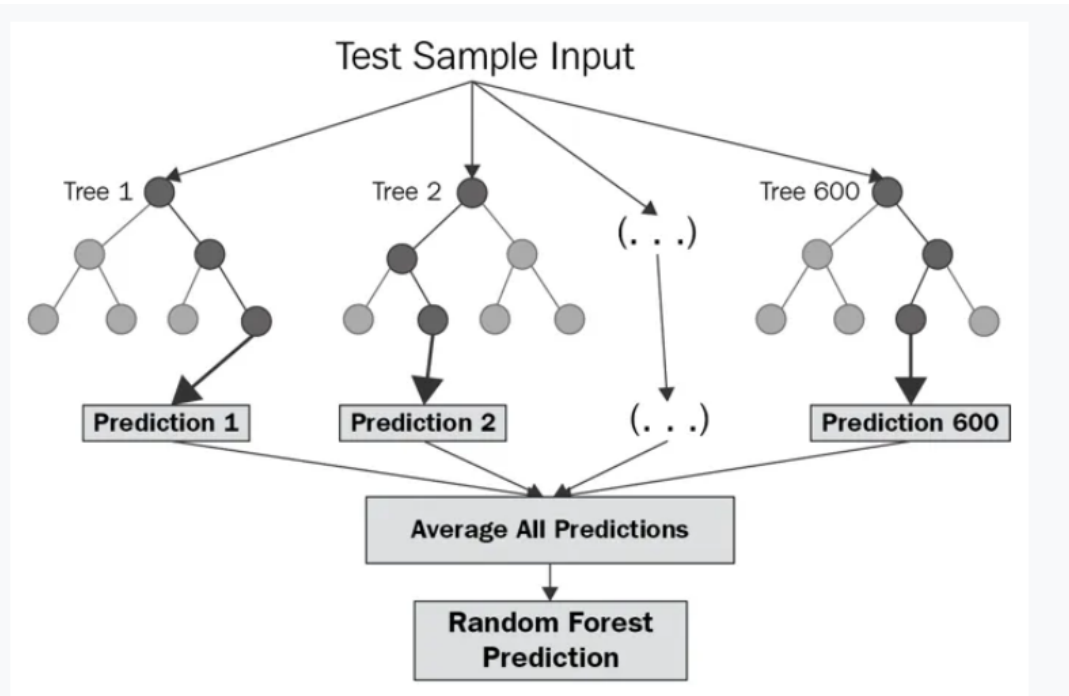 Test Sample Input
Tree 1
Tree 2
Tree 600
(. . .)
(. . .)
Prediction 1
Prediction 2
Prediction 600
Average All Predictions
Random Forest
Prediction